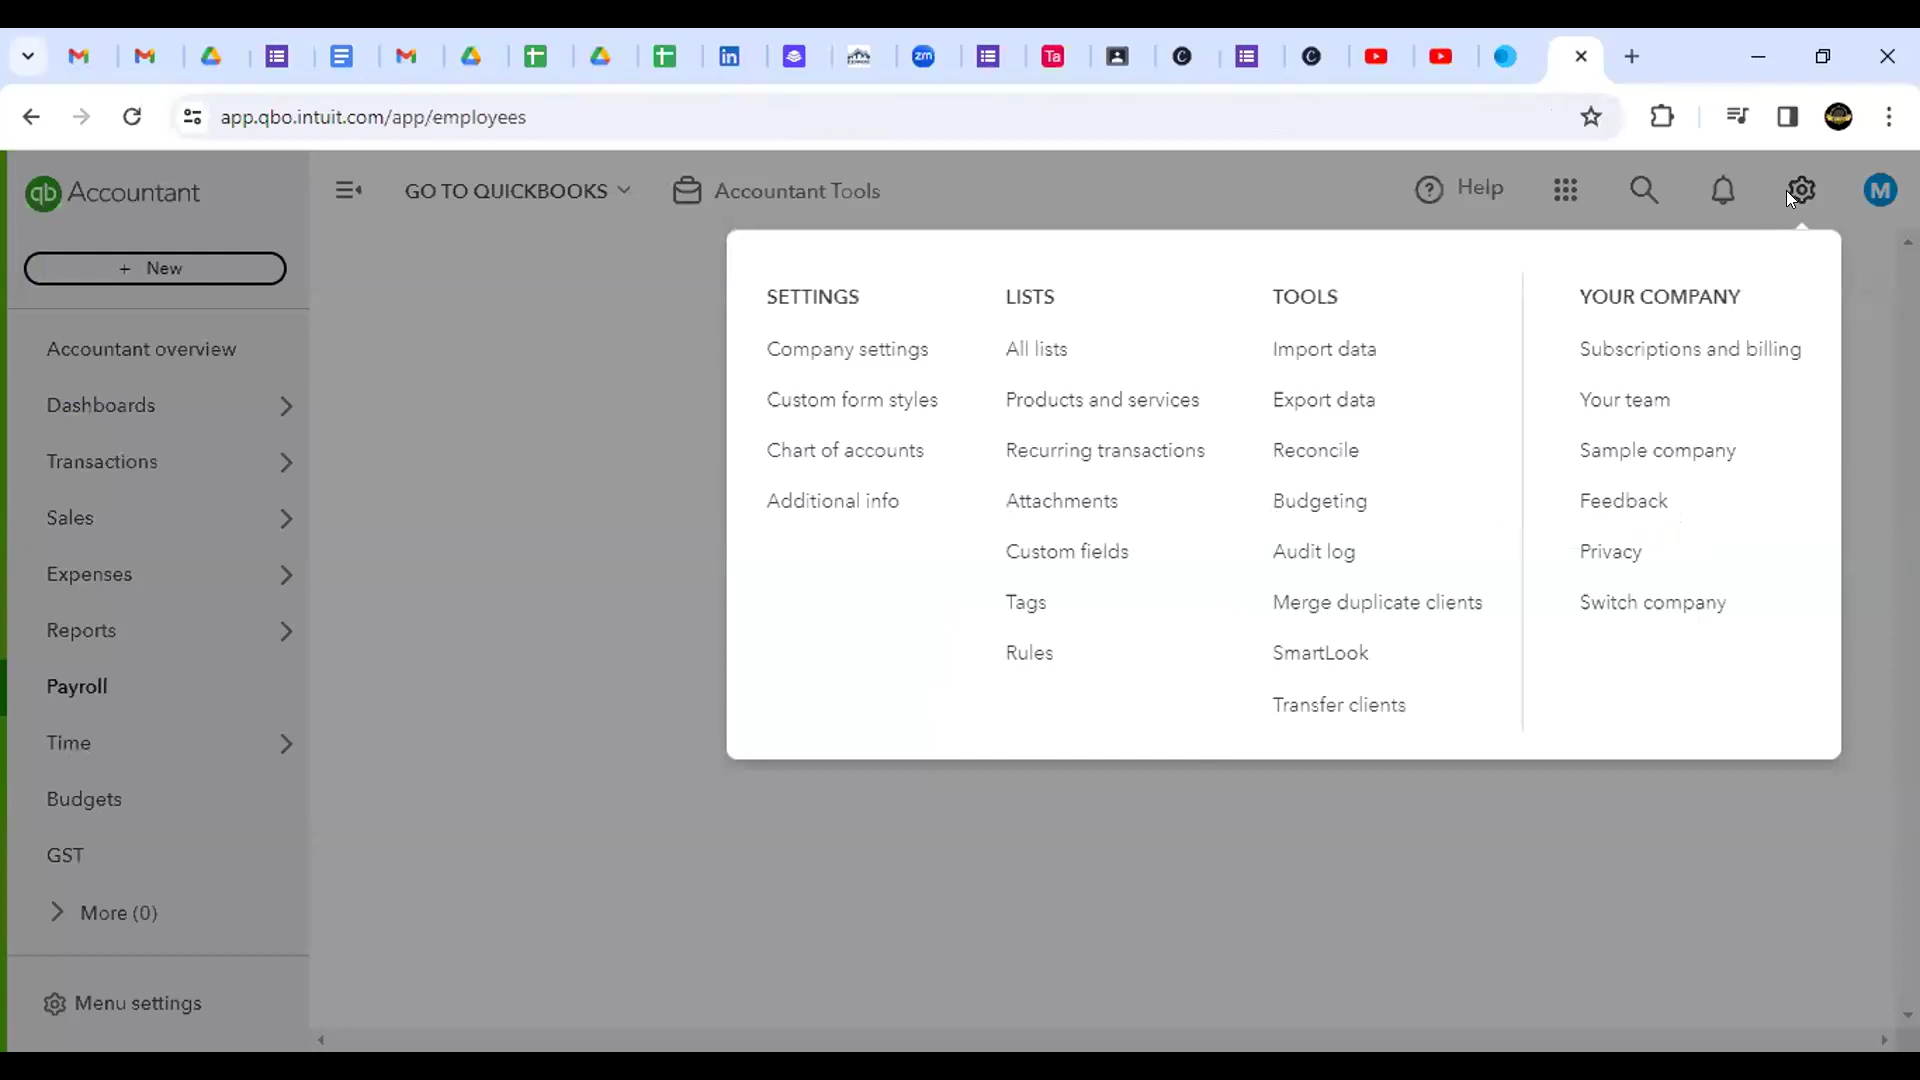 Ta
zm
app.qbo.intuit.com/app/employees
qb Accountant
GO TO QUICKBOOKS
Accountant Tools
Help
M
+ New
Accountant overview
Dashboards
Transactions
Sales
Expenses
Reports
Payroll
Time
Budgets
GST
More (0)
Menu settings
SETTINGS
Company settings
Custom form styles
Chart of accounts
Additional info
LISTS
All lists
Products and services
Recurring transactions
Attachments
Custom fields
Tags
Rules
TOOLS
Import data
Export data
Reconcile
Budgeting
Audit log
Merge duplicate clients
SmartLook
Transfer clients
YOUR COMPANY
Subscriptions and billing
Your team
Sample company
Feedback
Privacy
Switch company